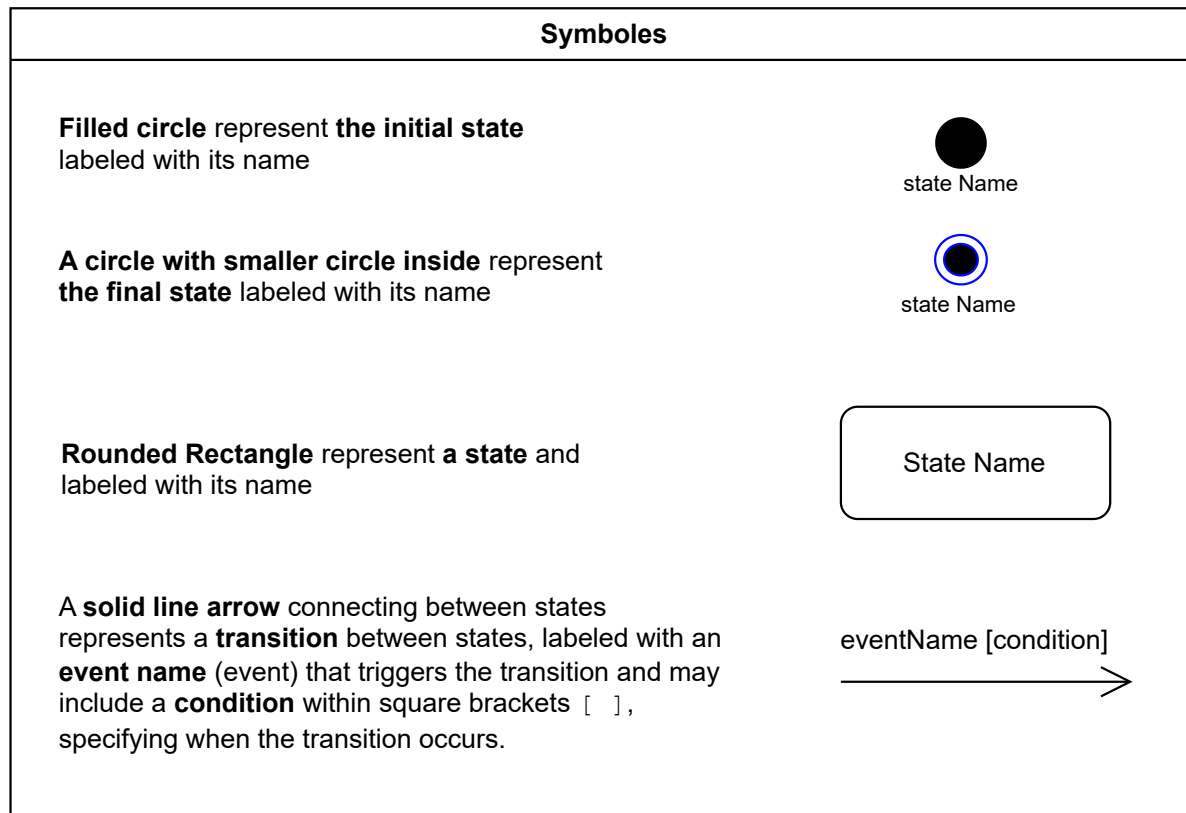 Symboles
Filled circle represent the initial state
labeled with its name
state Name
A circle with smaller circle inside represent
the final state labeled with its name
state Name
Rounded Rectangle represent a state and
labeled with its name
State Name
A solid line arrow connecting between states
represents a transition between states, labeled with an
event name (event) that triggers the transition and may
include a condition within square brackets [ ],
specifying when the transition occurs.
eventName [condition]